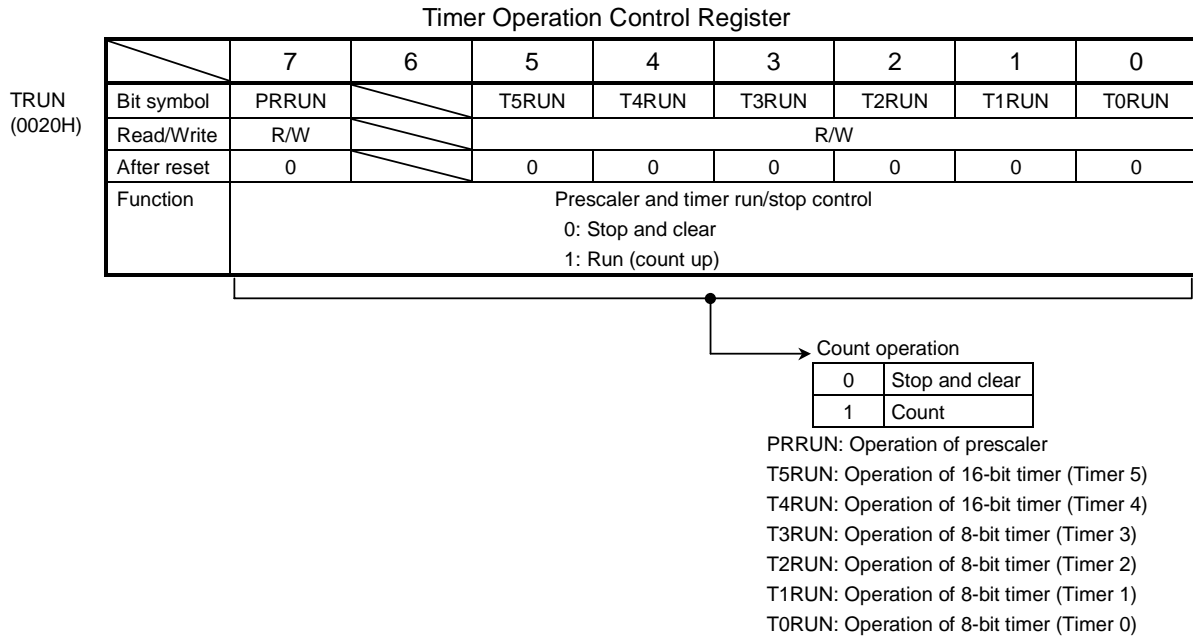 Timer Operation Control Register
7 6 5 4 3 2 1 0
TRUN
(0020H)
Bit symbol PRRUN T5RUN T4RUN T3RUN T2RUN T1RUN T0RUN
Read/Write R/W R/W
After reset 0 0 0 0 0 0 0
Function Prescaler and timer run/stop control
0: Stop and clear
1: Run (count up)
Count operation
0 Stop and clear
1 Count
PRRUN: Operation of prescaler
T5RUN: Operation of 16-bit timer (Timer 5)
T4RUN: Operation of 16-bit timer (Timer 4)
T3RUN: Operation of 8-bit timer (Timer 3)
T2RUN: Operation of 8-bit timer (Timer 2)
T1RUN: Operation of 8-bit timer (Timer 1)
T0RUN: Operation of 8-bit timer (Timer 0)